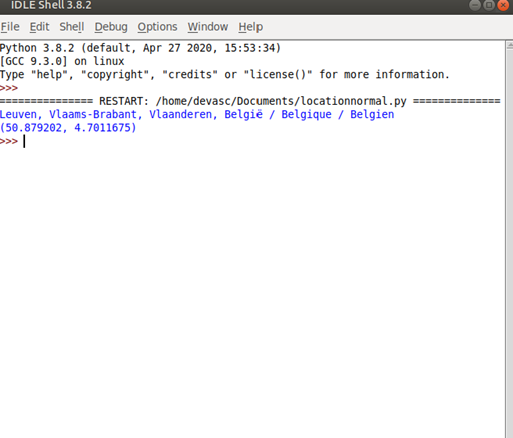 IDLE Shell 3.8.2
File Edit Shell Debug Options Window Help
Python 3.8.2 (default, Apr 27 2020, 15:53:34)
[GCC 9.3.0] on linux
Type "help", "copyright", "credits" or "license()" for more information.
>>>
=============== RESTART: /home/devasc/Documents/locationnormal.py ==============
Leuven, Vlaams-Brabant, Vlaanderen, België / Belgique / Belgien
(50.879202, 4.7011675)
>>>